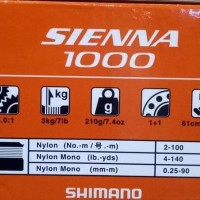 SIENNA
1000
.0:1 3kg/7lb 210g/7.4oz 1+1 61cm
Nylon (No.-m / 号.-m) 2-100
Nylon Mono (lb.-yds) 4-140
Nylon Mono (mm-m) 0.25-90
SHIMANO